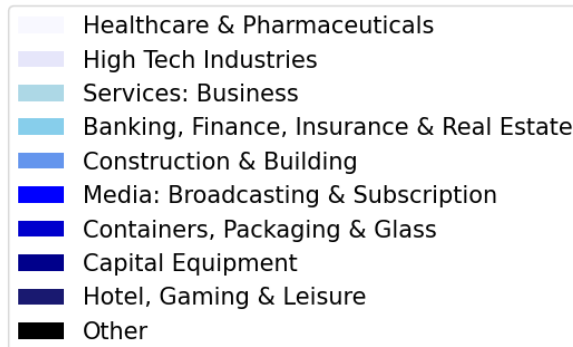 Healthcare & Pharmaceuticals
High Tech Industries
Services: Business
Banking, Finance, Insurance & Real Estate
Construction & Building
Media: Broadcasting & Subscription
Containers, Packaging & Glass
Capital Equipment
Hotel, Gaming & Leisure
Other